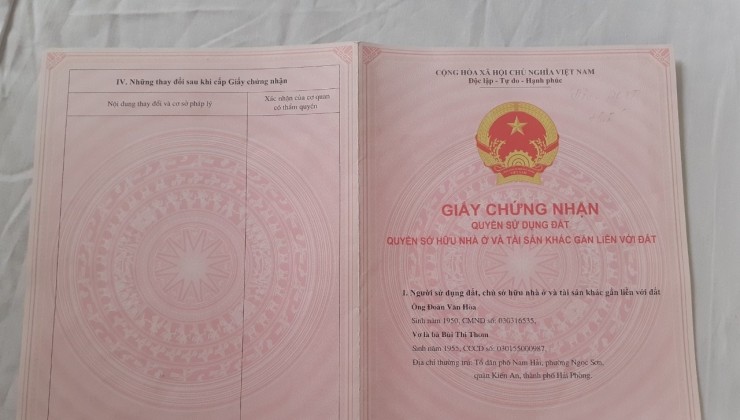 IV. Những thay đổi sau khi cấp Giấy chứng nhận
Nội dung thay đổi và cơ sở pháp lý
Xác nhận của cơ quan
có thẩm quyền
CỘNG HÒA XÃ HỘI CHỦ NGHĨA VIỆT NAM
Độc lập - Tự do - Hạnh phúc
GIẤY CHỨNG NHẬN
QUYỀN SỬ DỤNG ĐẤT
QUYỀN SỞ HỮU NHÀ Ở VÀ TÀI SẢN KHÁC GẮN LIỀN VỚI ĐẤT
I. Người sử dụng đất, chủ sở hữu nhà ở và tài sản khác gắn liền với đất
Ông Đoàn Văn Hòa
Sinh năm 1950, CMND số: 030316535,
Vợ là bà Bùi Thị Thơm
Sinh năm 1955, CCCD số: 030155000987,
Địa chỉ thường trú: Tổ dân phố Nam Hải, phường Ngọc Sơn,
quận Kiến An, thành phố Hải Phòng.